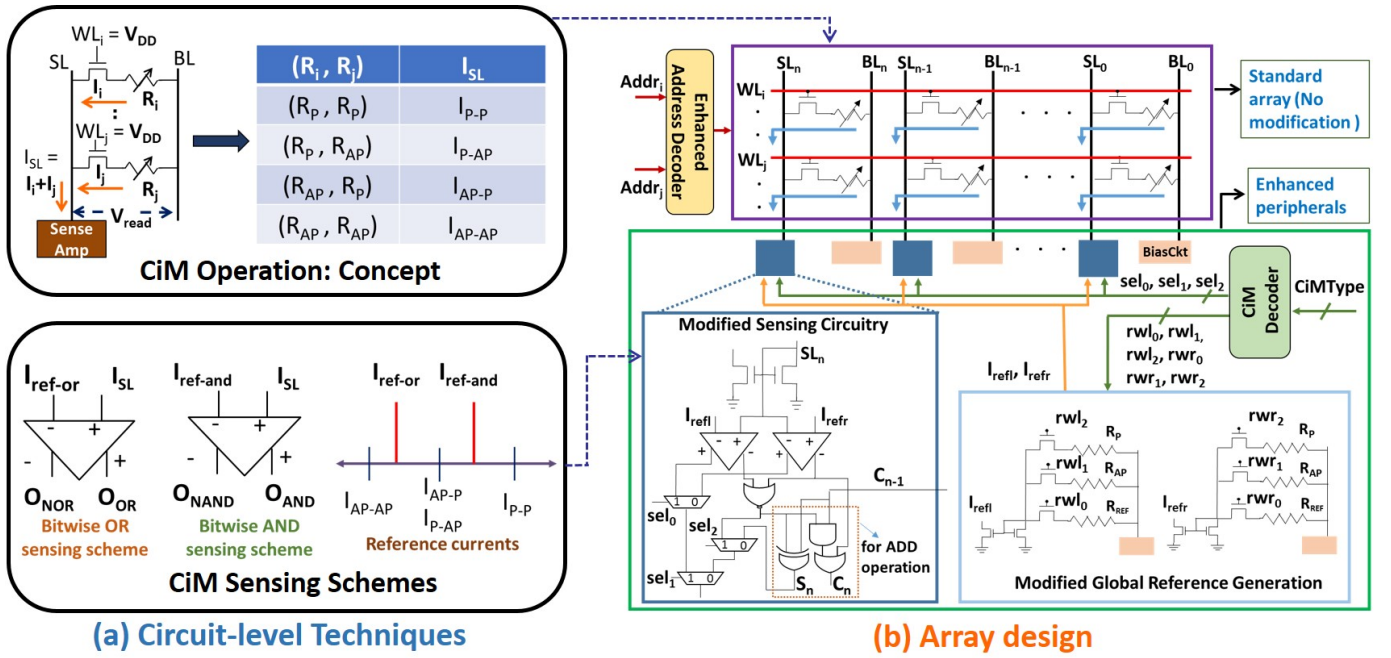 WLi = VDD
SL
BL
Ii
Ri
:
WLj = VDD
ISL =
Ii+Ij
Ij
Rj
Vread
Sense
Amp
(Ri , Rj) ISL
(RP , RP) IP-P
(RP , RAP) IP-AP
(RAP , RP) IAP-P
(RAP , RAP) IAP-AP
CiM Operation: Concept
Iref-or ISL
- +
- +
ONOR OOR
Bitwise OR
sensing scheme
Iref-and ISL
- +
- +
ONAND OAND
Bitwise AND
sensing scheme
Iref-or Iref-and
IAP-AP
IAP-P
IP-AP
IP-P
Reference currents
CiM Sensing Schemes
(a) Circuit-level Techniques
Addri
Addrj
Enhanced
Address Decoder
SLn BLn SLn-1 BLn-1 SL0 BL0
WLi
WLj
Standard
array (No
modification )
Enhanced
peripherals
BiasCkt
sel0, sel1, sel2
CiM
Decoder
CiMType
rwl0, rwl1,
rwl2, rwr0
rwr1, rwr2
Irefl, Irefr
Modified Sensing Circuitry
SLn
Irefl Irefr
- + + -
+ - + -
Cn-1
1 0
sel0
sel2
1 0
sel1
1 0
Sn Cn
for ADD
operation
rwl2
RP
rwl1
RAP
rwl0
RREF
Irefl
rwr2
RP
rwr1
RAP
rwr0
RREF
Irefr
Modified Global Reference Generation
(b) Array design